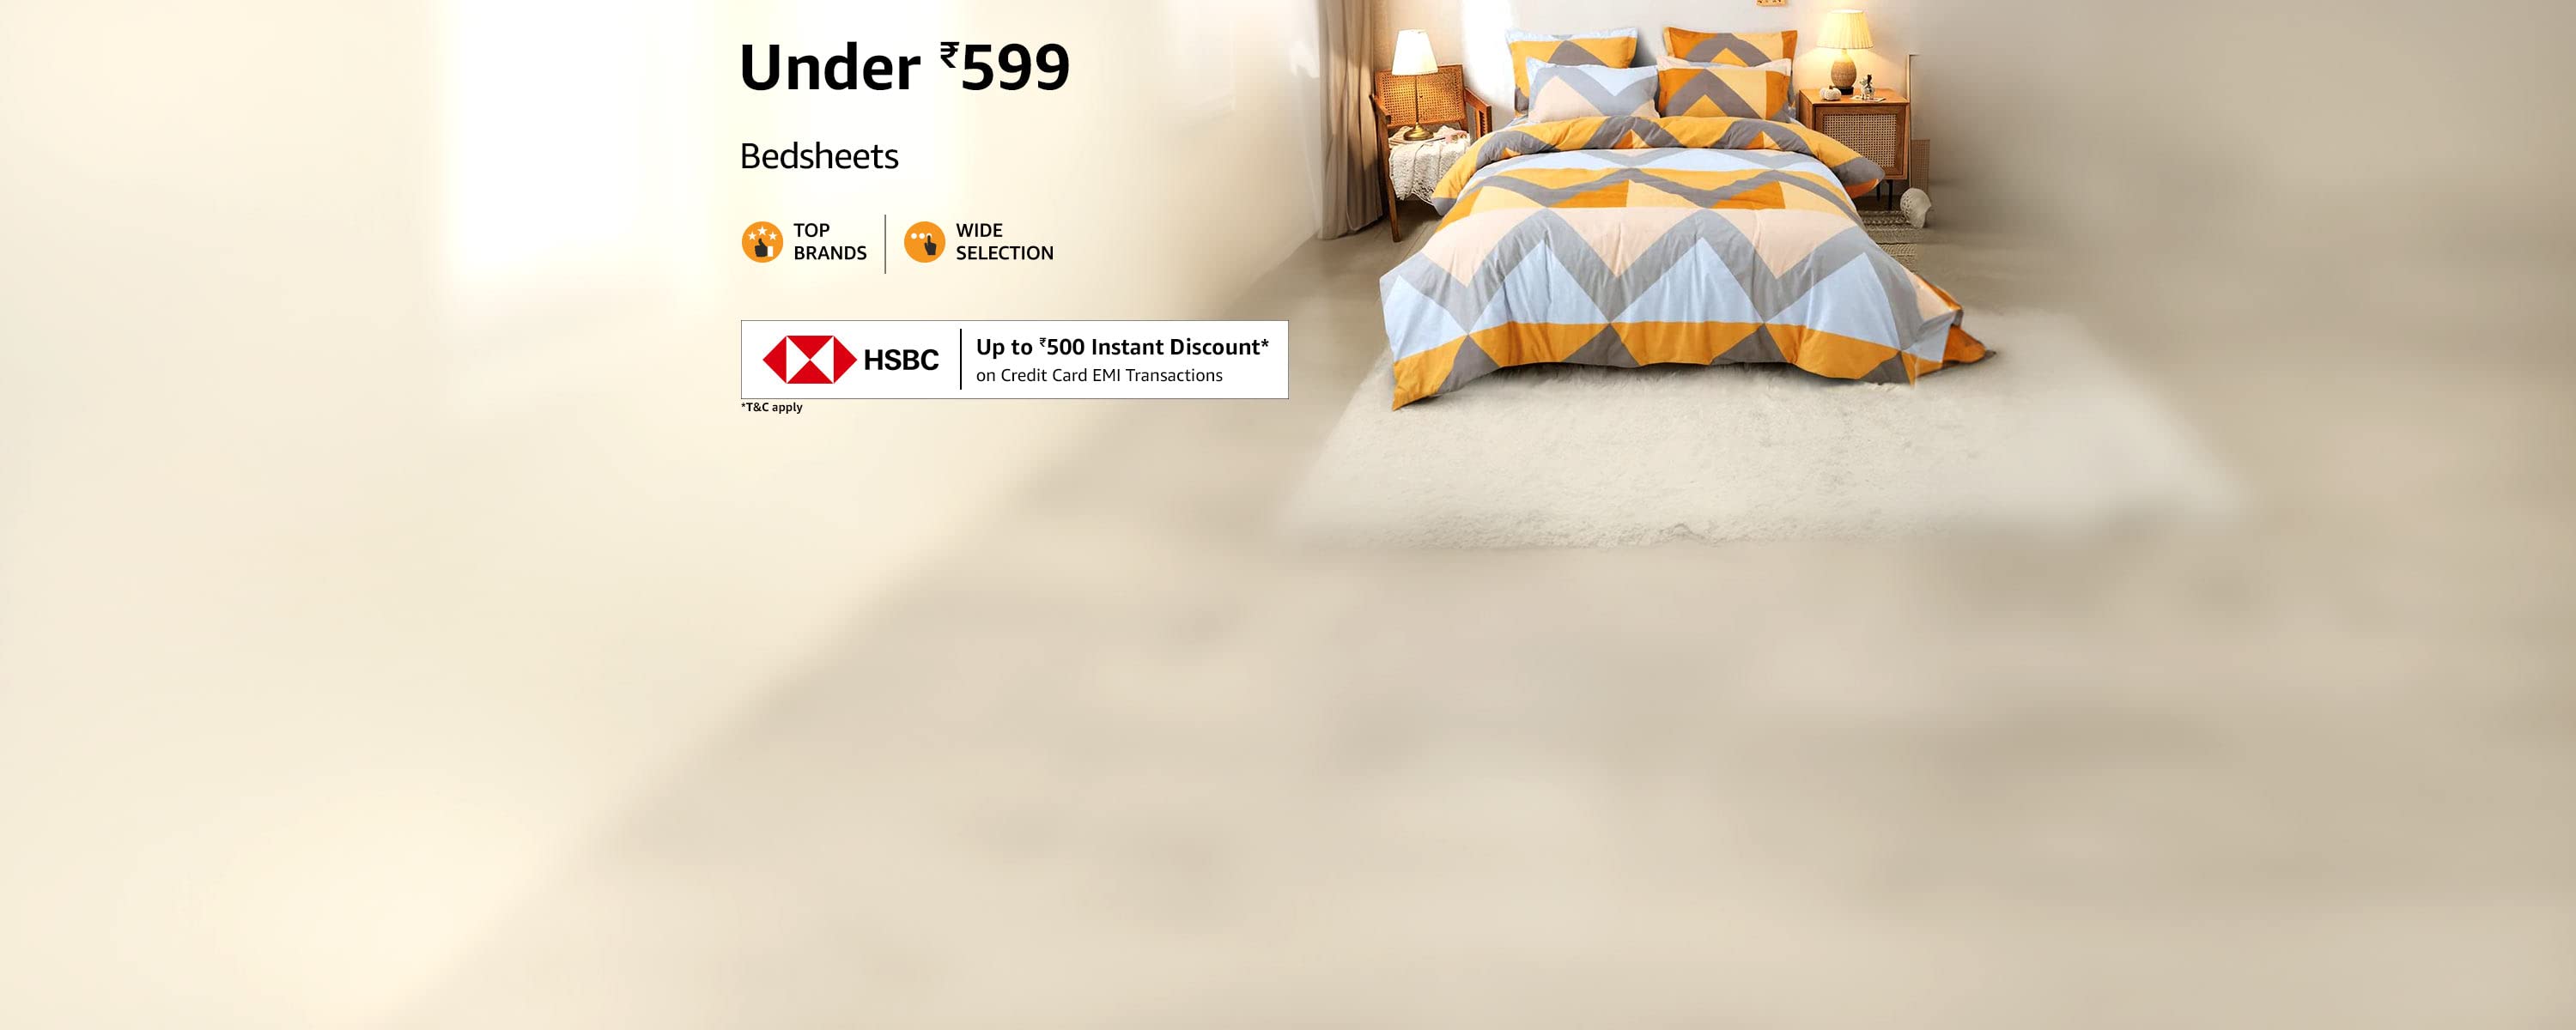 Under ₹599
Bedsheets
TOP
BRANDS
WIDE
SELECTION
HSBC
Up to ₹500 Instant Discount*
on Credit Card EMI Transactions
*T&C apply